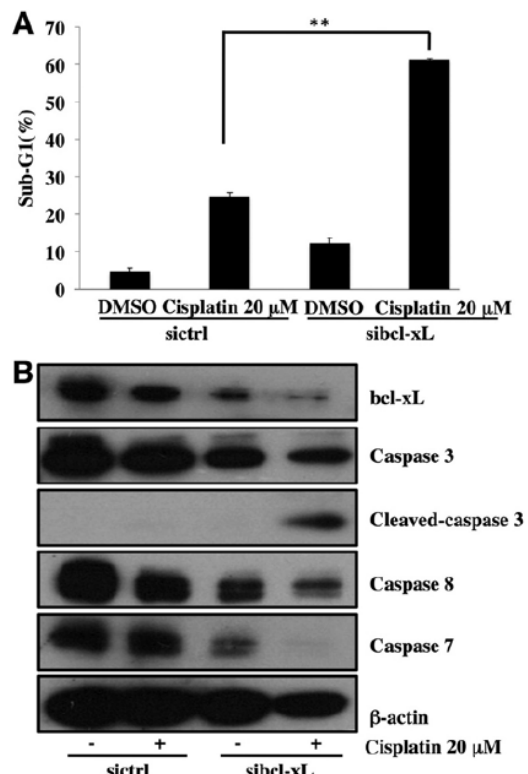 A
**
70
60
50
40
30
20
10
0
Sub-G1(%)
DMSO Cisplatin 20 μM DMSO Cisplatin 20 μM
sictrl sibcl-xL
B
bcl-xL
Caspase 3
Cleaved-caspase 3
Caspase 8
Caspase 7
β-actin
- + - + Cisplatin 20 μM
sictrl sibcl-xL